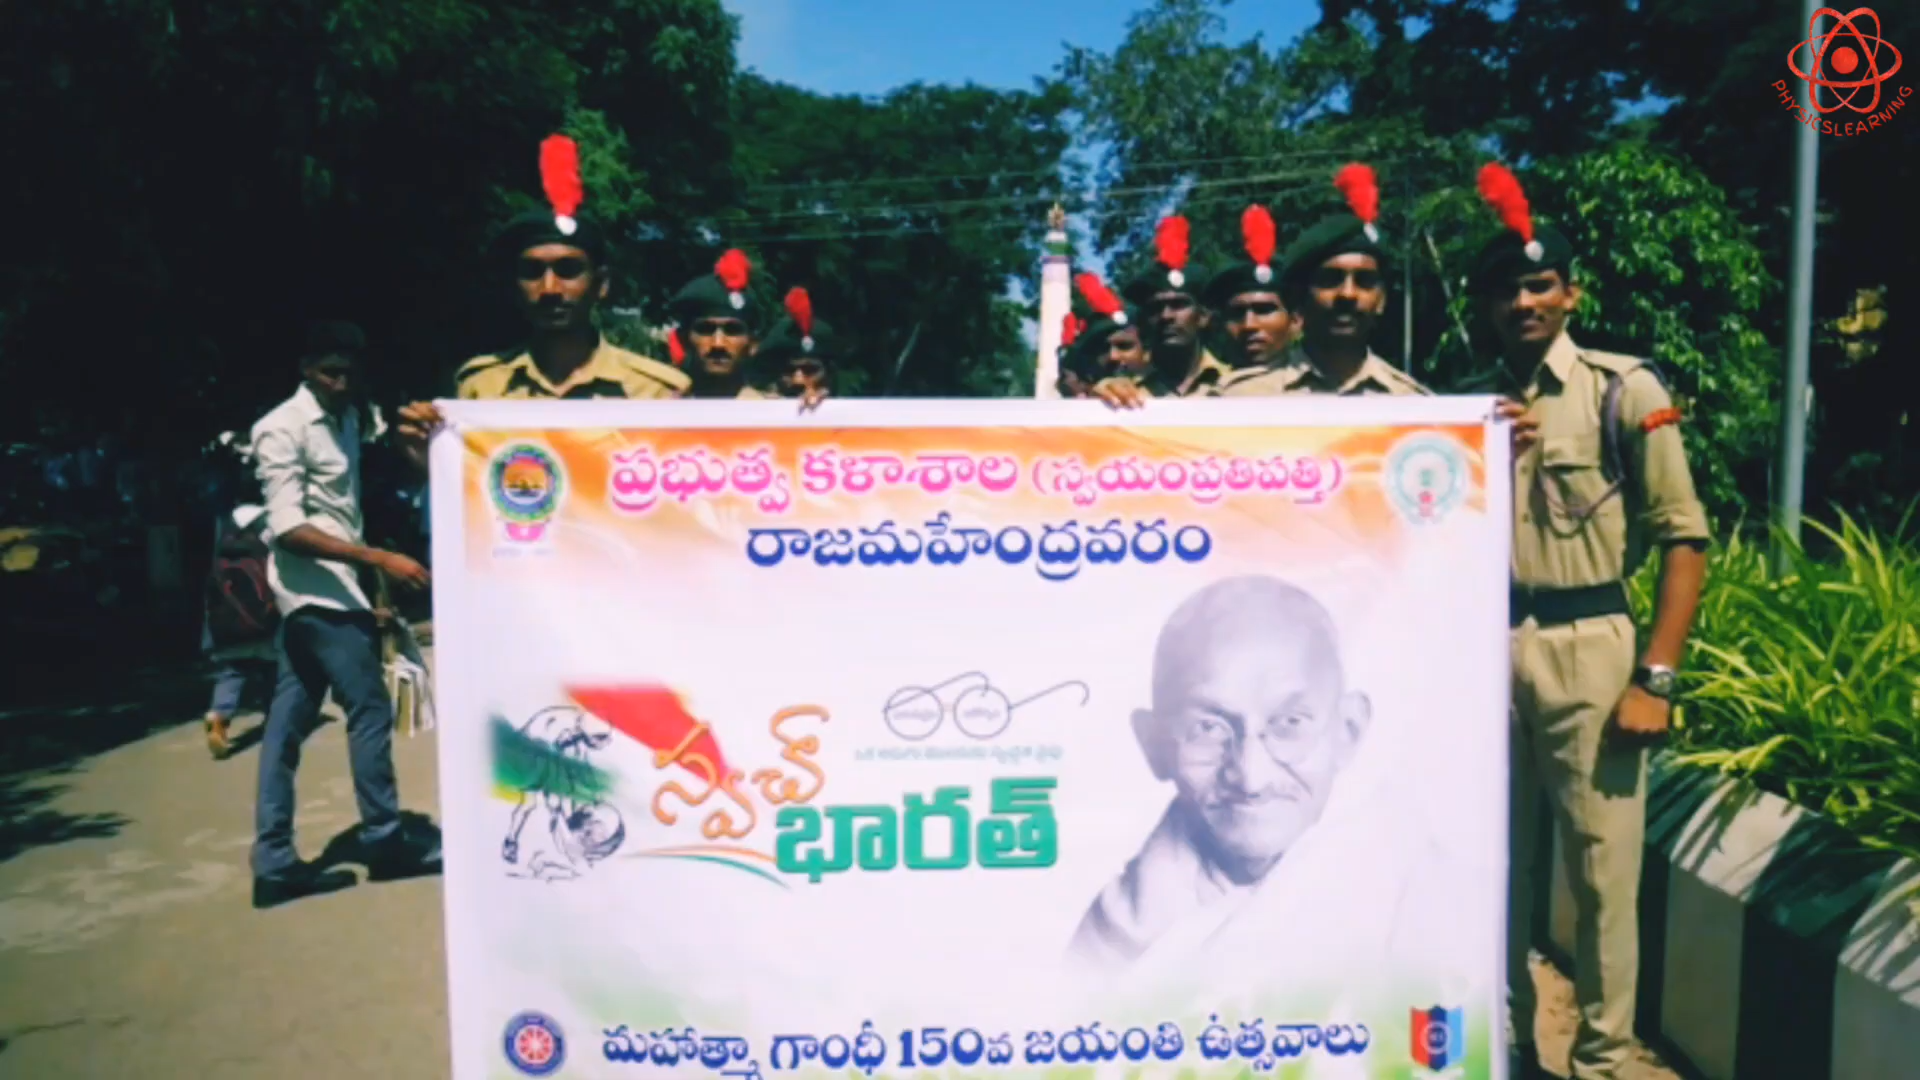 PHYSICSLEARNING
ప్రభుత్వ కళాశాల (స్వయంప్రతిపత్తి)
రాజమహేంద్రవరం
స్వచ్
భారత్
మహాత్మా గాంధీ 150వ జయంతి ఉత్సవాలు